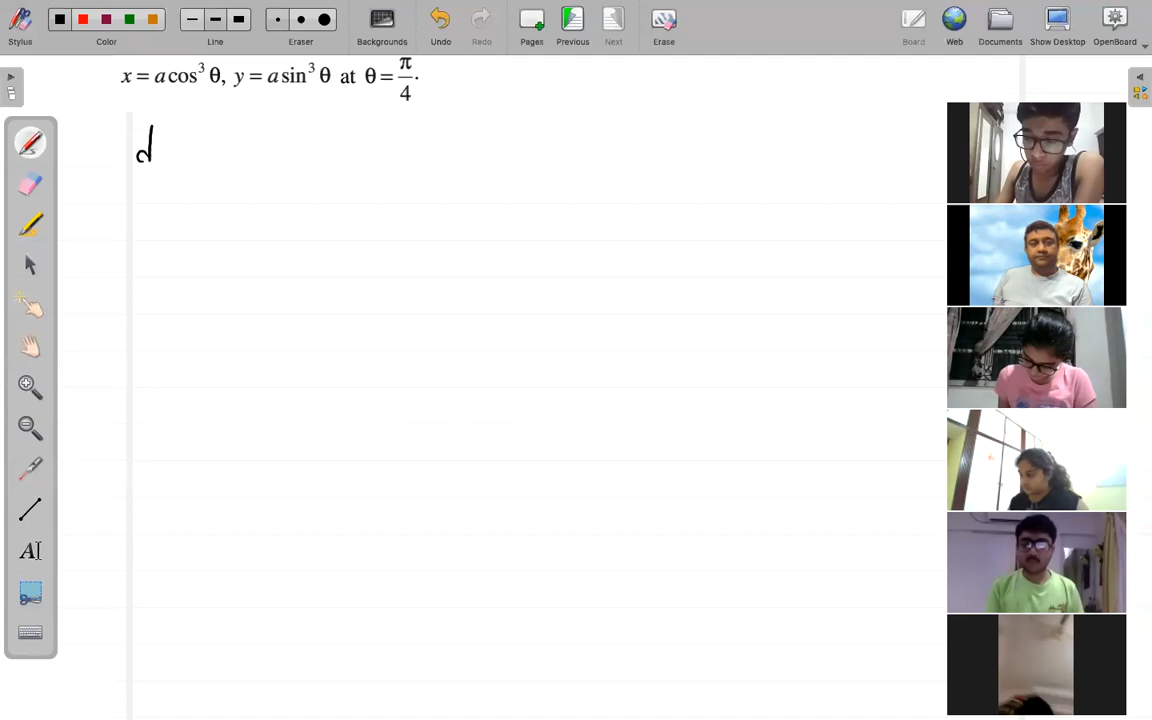 Stylus Color Line Eraser Backgrounds Undo Redo Pages Previous Next Erase Board Web Documents Show Desktop OpenBoard
x = a cos³ θ, y = a sin³ θ at θ = π/4.
d